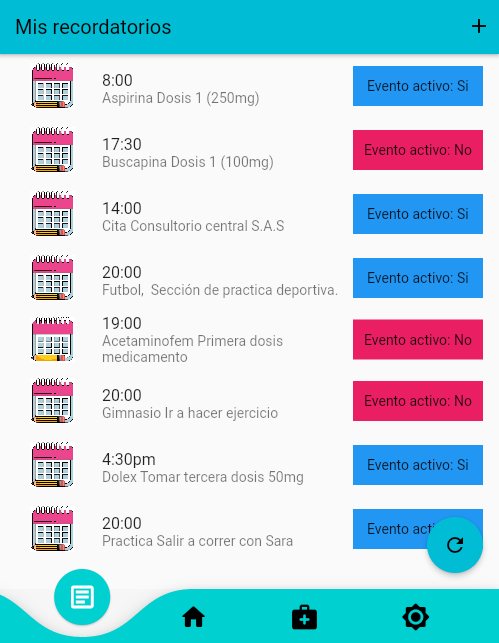 Mis recordatorios
8:00
Aspirina Dosis 1 (250mg)
Evento activo: Si
17:30
Buscapina Dosis 1 (100mg)
Evento activo: No
14:00
Cita Consultorio central S.A.S
Evento activo: Si
20:00
Futbol,  Sección de practica deportiva.
Evento activo: Si
19:00
Acetaminofem Primera dosis
medicamento
Evento activo: No
20:00
Gimnasio Ir a hacer ejercicio
Evento activo: No
4:30pm
Dolex Tomar tercera dosis 50mg
Evento activo: Si
20:00
Practica Salir a correr con Sara
Evento